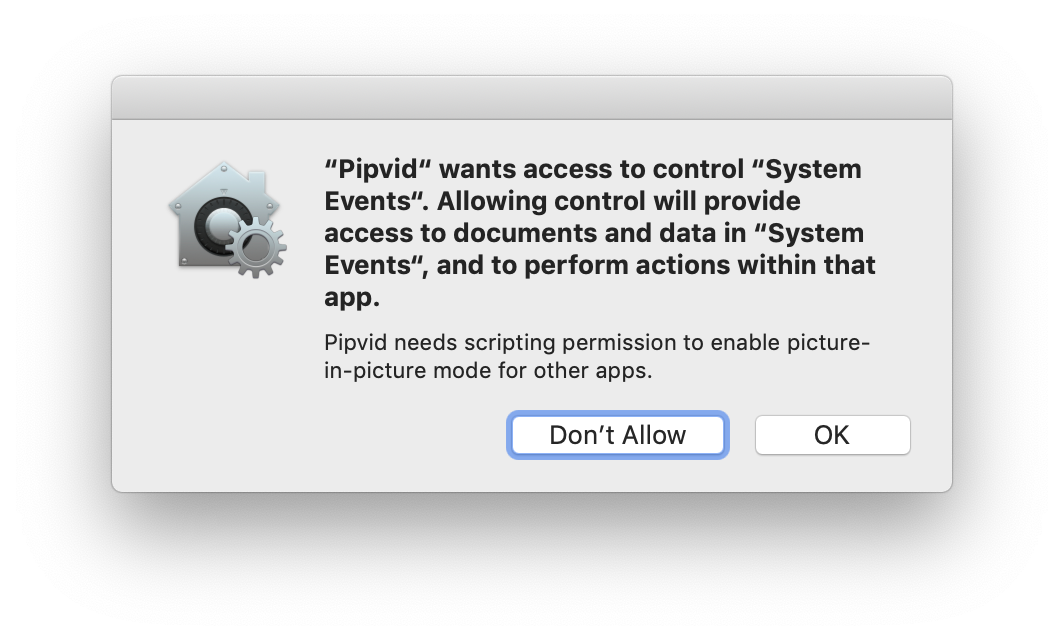 “Pipvid“ wants access to control “System
Events“. Allowing control will provide
access to documents and data in “System
Events“, and to perform actions within that
app.
Pipvid needs scripting permission to enable picture-
in-picture mode for other apps.
Don’t Allow
OK